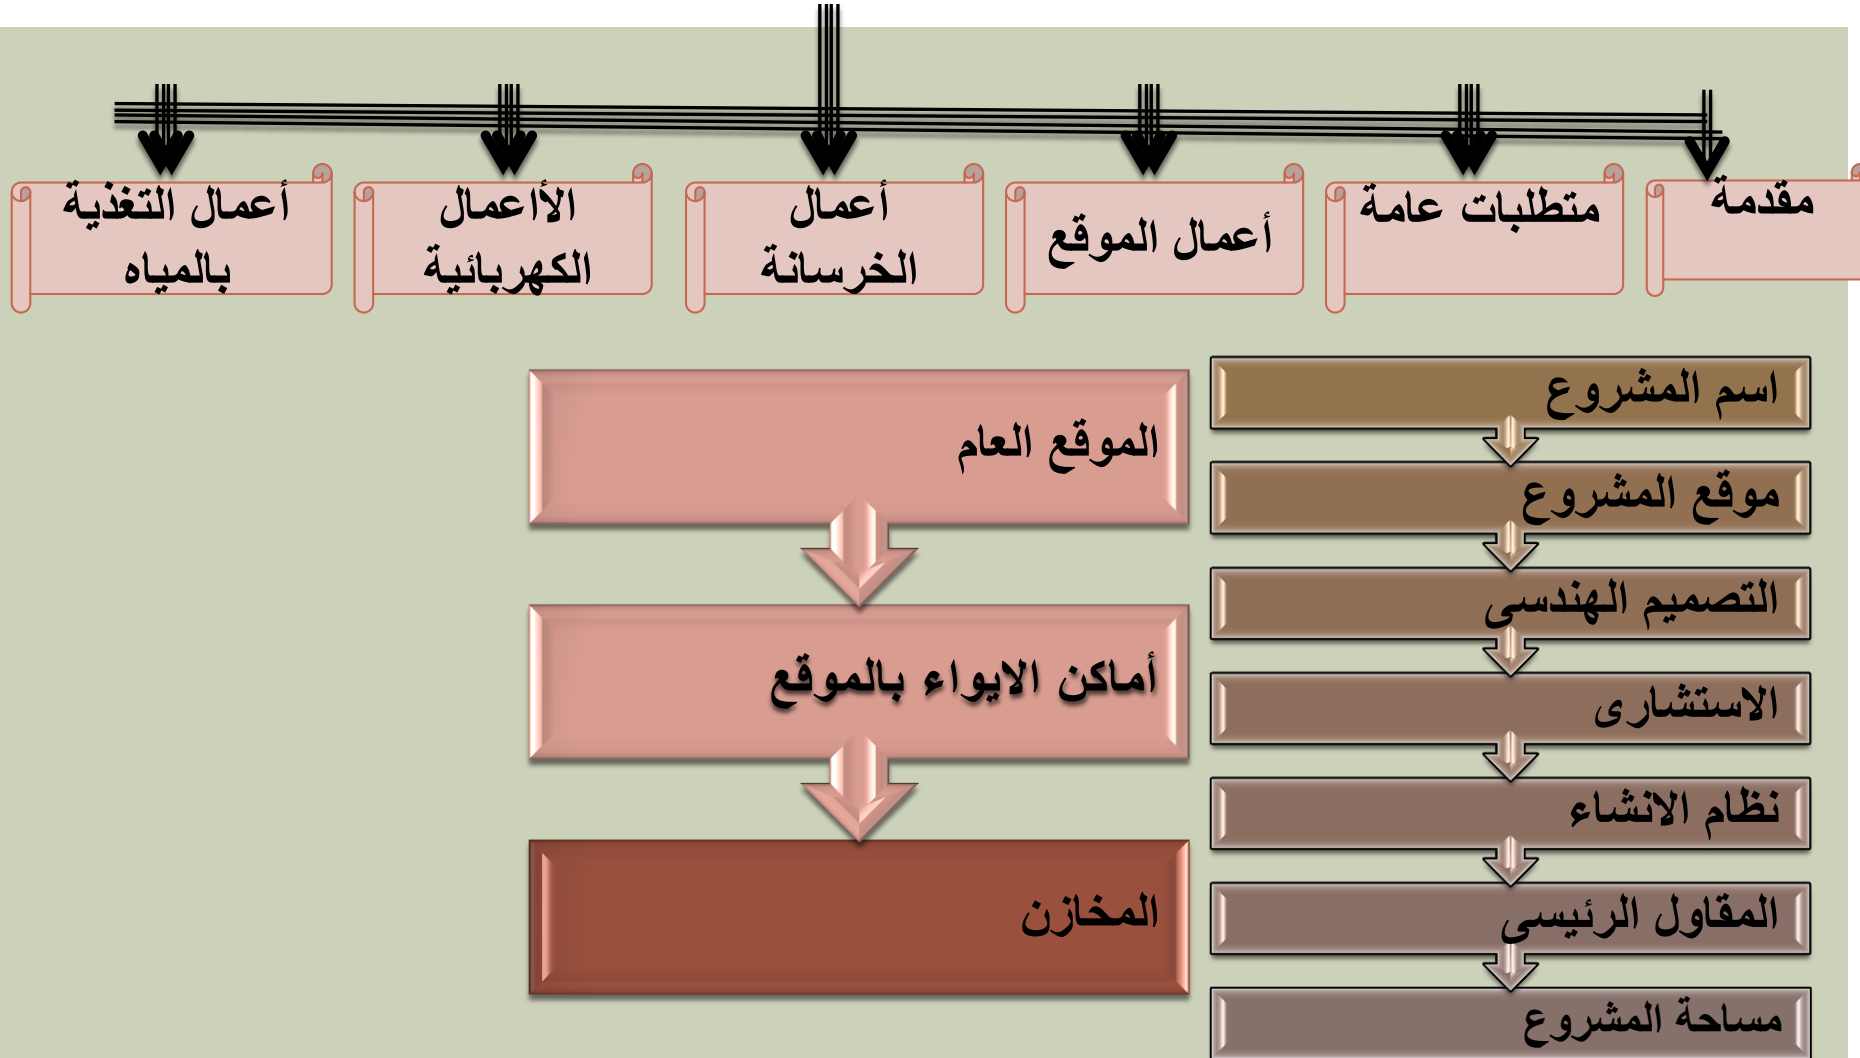 مقدمة
متطلبات عامة
أعمال الموقع
أعمال
الخرسانة
الأاعمال
الكهربائية
أعمال التغذية
بالمياه
اسم المشروع
موقع المشروع
التصميم الهندسى
الاستشارى
نظام الانشاء
المقاول الرئيسى
مساحة المشروع
الموقع العام
أماكن الايواء بالموقع
المخازن